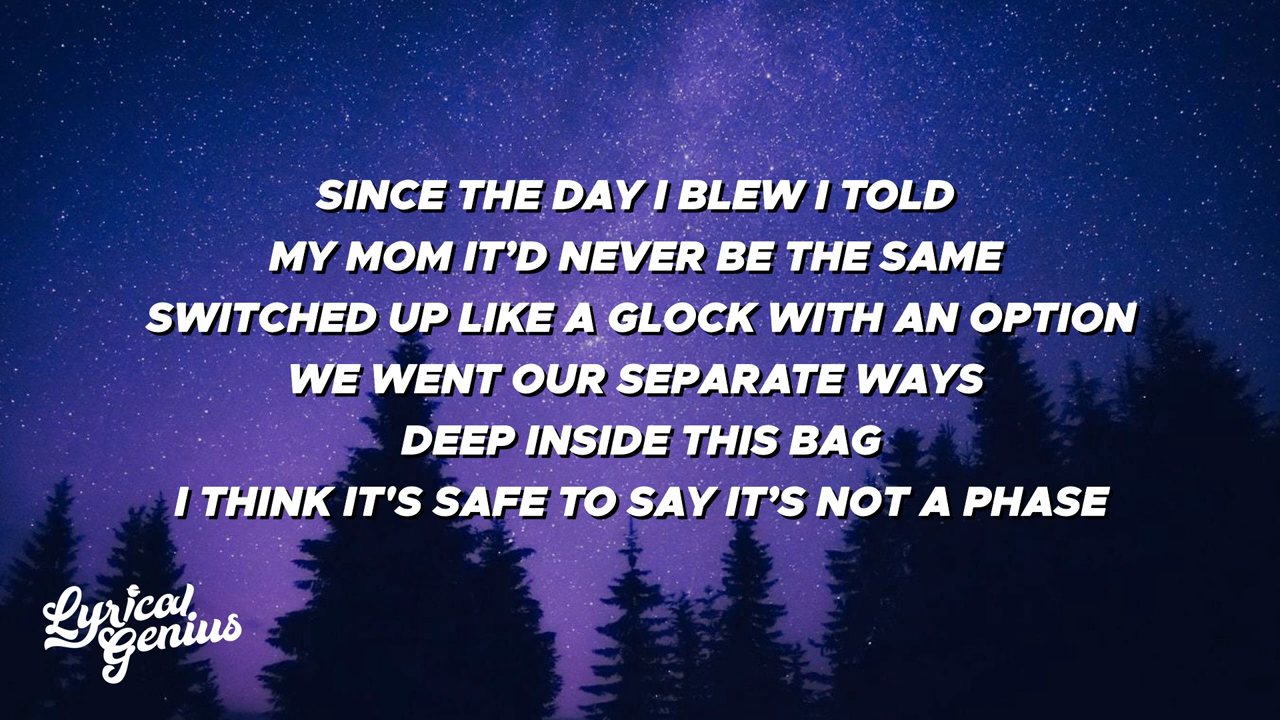 SINCE THE DAY I BLEW I TOLD
MY MOM IT’D NEVER BE THE SAME
SWITCHED UP LIKE A GLOCK WITH AN OPTION
WE WENT OUR SEPARATE WAYS
DEEP INSIDE THIS BAG
I THINK IT'S SAFE TO SAY IT’S NOT A PHASE
Lyrical
Genius